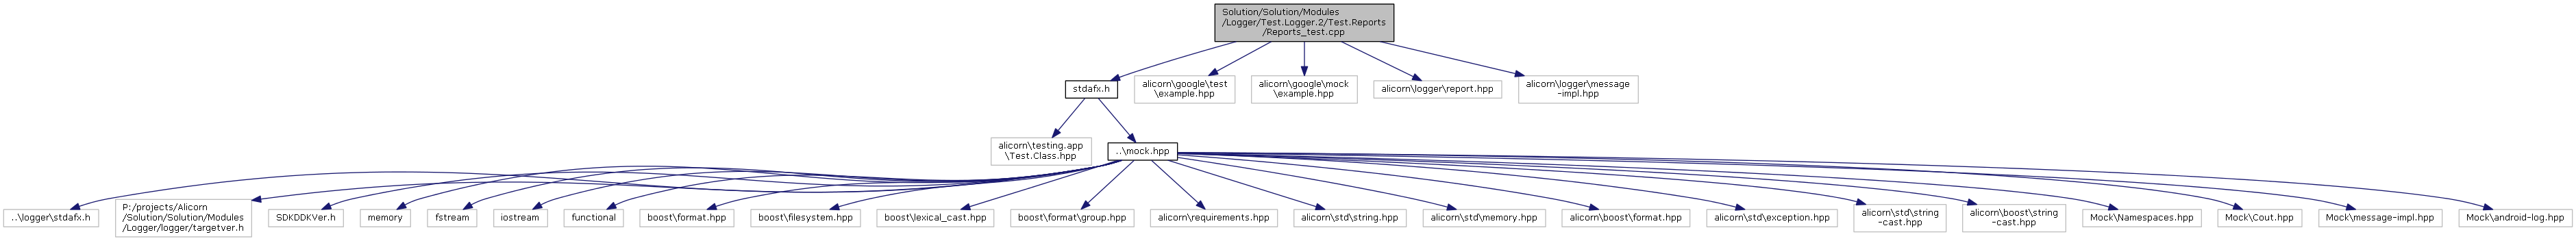 Solution/Solution/Modules
/Logger/Test.Logger.2/Test.Reports
/Reports_test.cpp
stdafx.h
alicorn\google\test
\example.hpp
alicorn\google\mock
\example.hpp
alicorn\logger\report.hpp
alicorn\logger\message
-impl.hpp
alicorn\testing.app
\Test.Class.hpp
..\mock.hpp
..\logger\stdafx.h
P:/projects/Alicorn
/Solution/Solution/Modules
/Logger/logger/targetver.h
SDKDDKVer.h
memory
fstream
iostream
functional
boost\format.hpp
boost\filesystem.hpp
boost\lexical_cast.hpp
boost\format\group.hpp
alicorn\requirements.hpp
alicorn\std\string.hpp
alicorn\std\memory.hpp
alicorn\boost\format.hpp
alicorn\std\exception.hpp
alicorn\std\string
-cast.hpp
alicorn\boost\string
-cast.hpp
Mock\Namespaces.hpp
Mock\Cout.hpp
Mock\message-impl.hpp
Mock\android-log.hpp